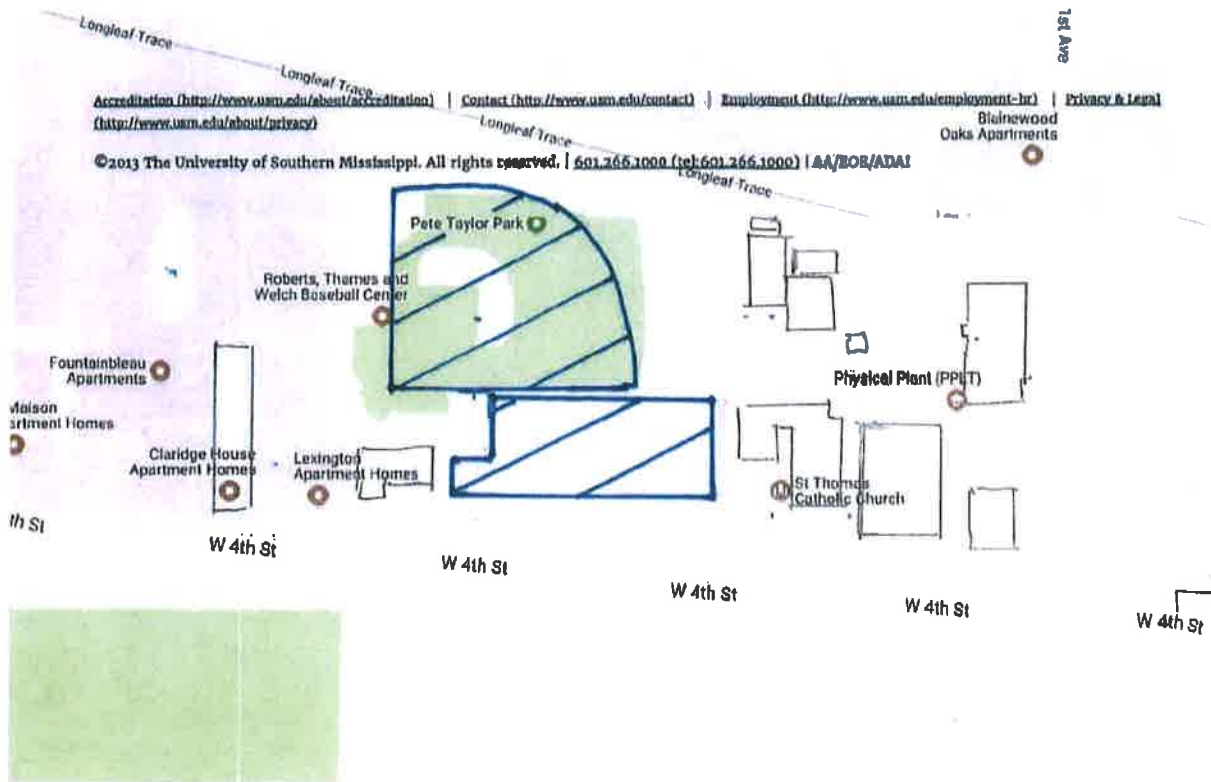 1st Ave
Longleaf Trace
Longleaf Trace
Accreditation (http://www.usm.edu/about/accreditation) | Contact (http://www.usm.edu/contact) | Employment (http://www.usm.edu/employment-hr) | Privacy & Legal
(http://www.usm.edu/about/privacy)
Longleaf Trace
Blainewood
Oaks Apartments
©2013 The University of Southern Mississippi. All rights reserved. | 601.266.1000 (tel:601.266.1000) | AA/EOE/ADAI
Longleaf Trace
Pete Taylor Park
Roberts, Thames and
Welch Baseball Center
Fountainbleau
Apartments
Physical Plant (PPLT)
Maison
artment Homes
Claridge House
Apartment Homes
Lexington
Apartment Homes
St Thomas
Catholic Church
th St
W 4th St
W 4th St
W 4th St
W 4th St
W 4th St